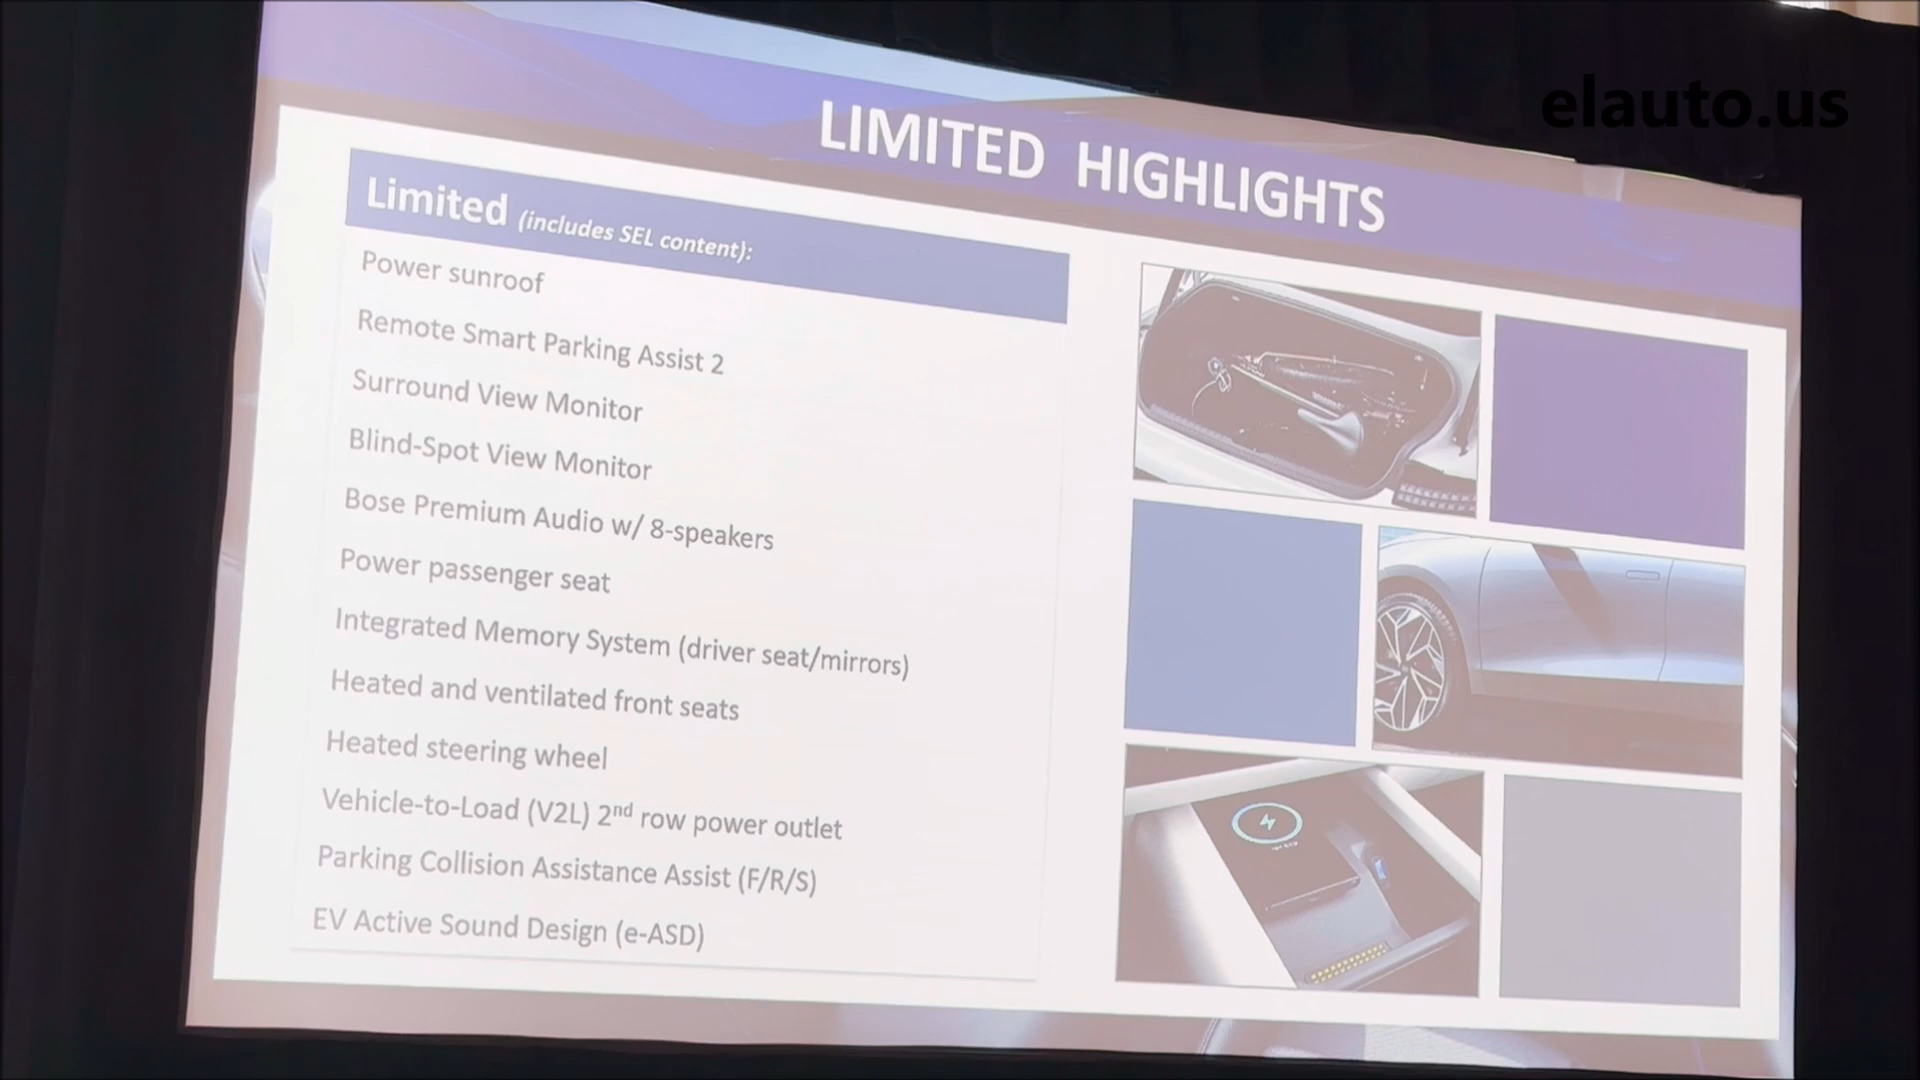 elauto.us
LIMITED HIGHLIGHTS
Limited (includes SEL content):
Power sunroof
Remote Smart Parking Assist 2
Surround View Monitor
Blind-Spot View Monitor
Bose Premium Audio w/ 8-speakers
Power passenger seat
Integrated Memory System (driver seat/mirrors)
Heated and ventilated front seats
Heated steering wheel
Vehicle-to-Load (V2L) 2nd row power outlet
Parking Collision Assistance Assist (F/R/S)
EV Active Sound Design (e-ASD)